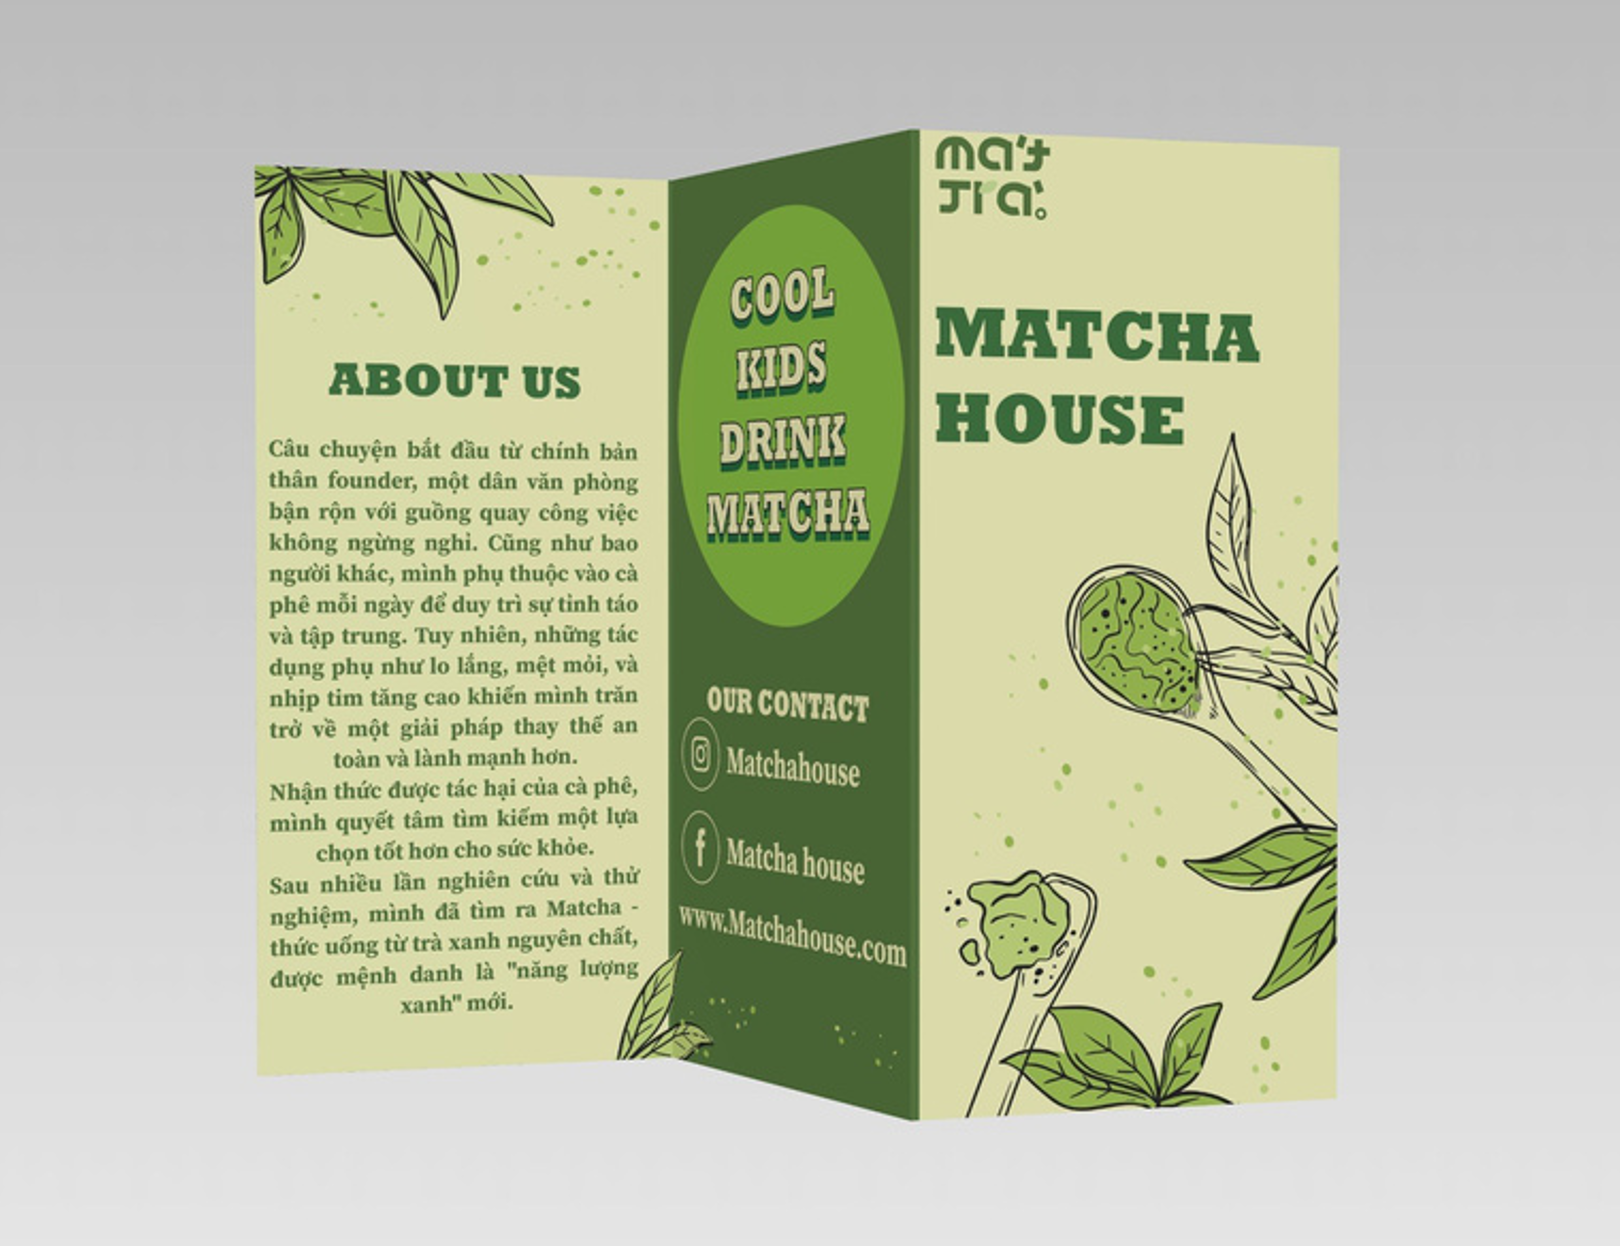 ABOUT US
Câu chuyện bắt đầu từ chính bản
thân founder, một dân văn phòng
bận rộn với guồng quay công việc
không ngừng nghỉ. Cũng như bao
người khác, mình phụ thuộc vào cà
phê mỗi ngày để duy trì sự tỉnh táo
và tập trung. Tuy nhiên, những tác
dụng phụ như lo lắng, mệt mỏi, và
nhịp tim tăng cao khiến mình trăn
trở về một giải pháp thay thế an
toàn và lành mạnh hơn.
Nhận thức được tác hại của cà phê,
mình quyết tâm tìm kiếm một lựa
chọn tốt hơn cho sức khỏe.
Sau nhiều lần nghiên cứu và thử
nghiệm, mình đã tìm ra Matcha -
thức uống từ trà xanh nguyên chất,
được mệnh danh là "năng lượng
xanh" mới.
COOL
KIDS
DRINK
MATCHA
OUR CONTACT
Matchahouse
Matcha house
www.Matchahouse.com
MATCHA
HOUSE